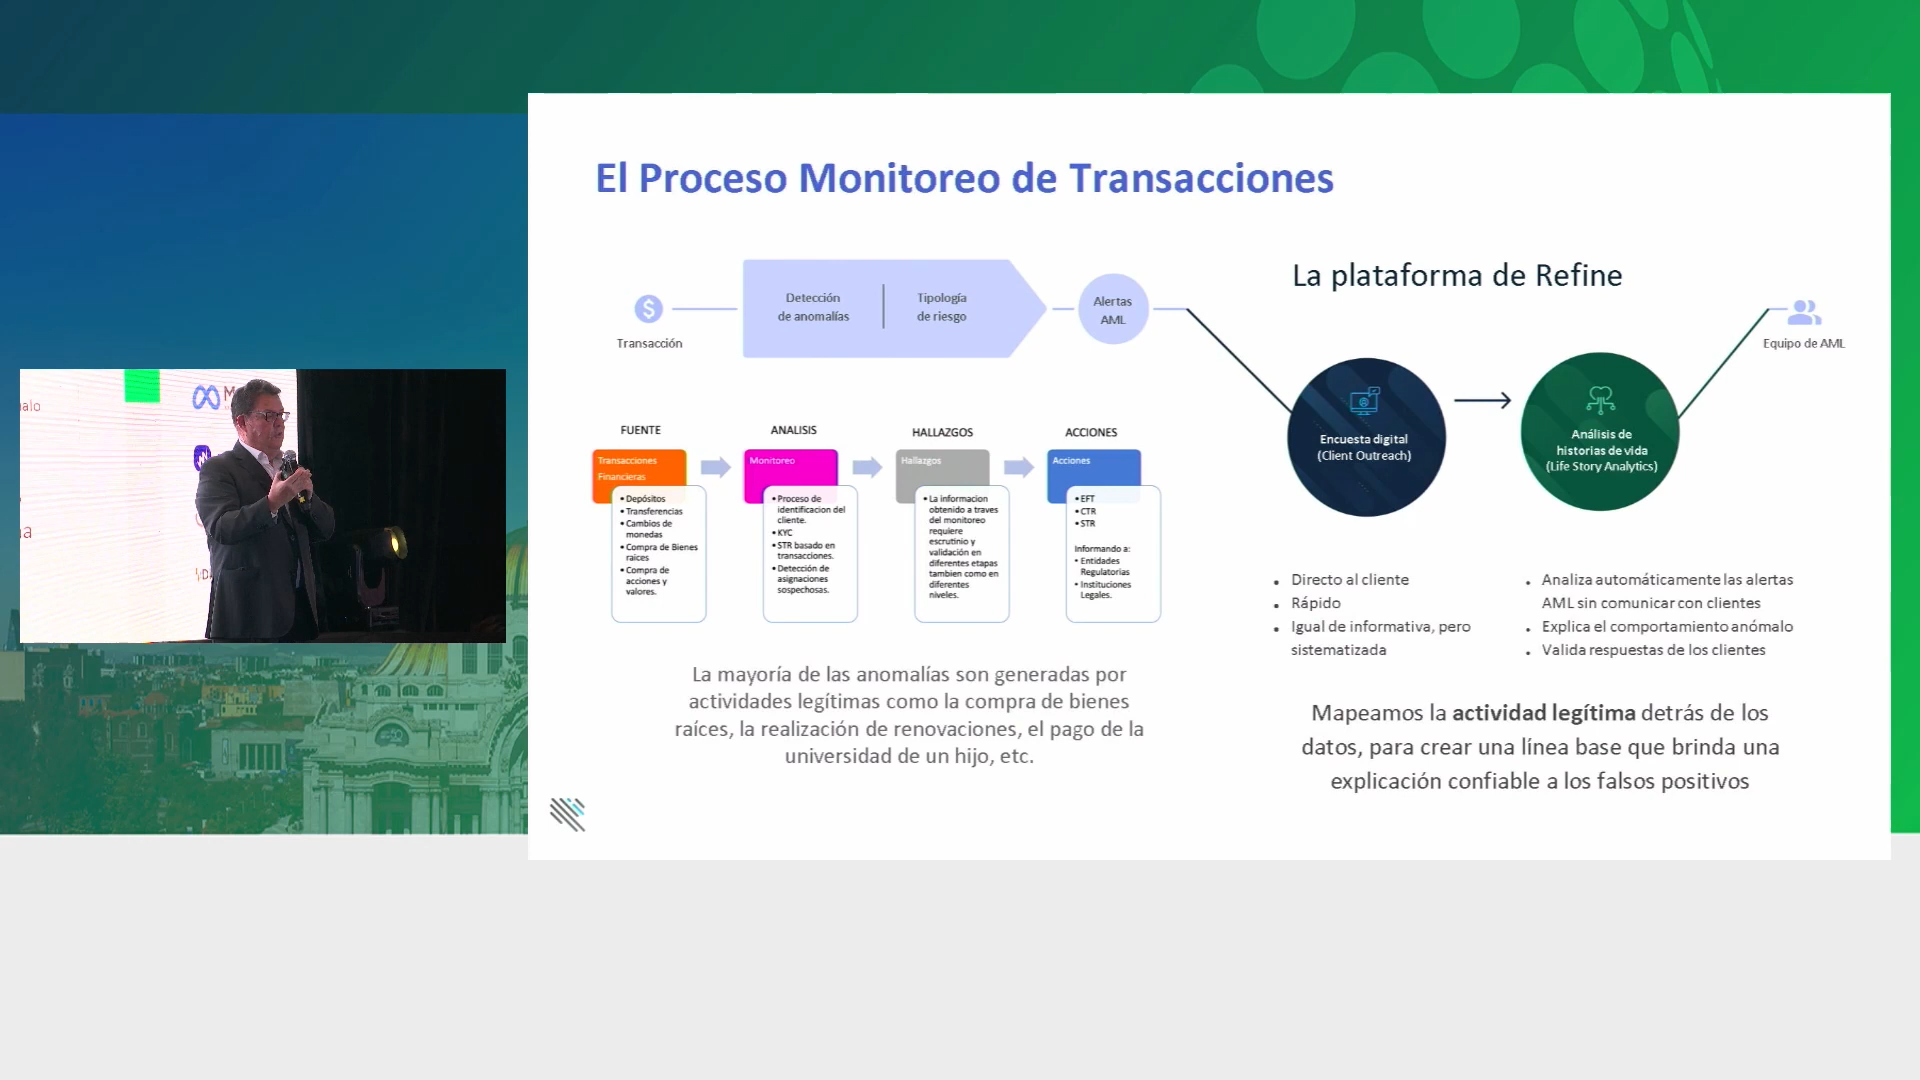 El Proceso Monitoreo de Transacciones
Transacción
Detección
de anomalías
Tipología
de riesgo
Alertas
AML
La plataforma de Refine
Equipo de AML
Encuesta digital
(Client Outreach)
Análisis de
historias de vida
(Life Story Analytics)
FUENTE
Transacciones
Financieras
• Depósitos
• Transferencias
• Cambios de
monedas
• Compra de Bienes
raíces
• Compra de
acciones y
valores.
ANALISIS
Monitoreo
• Proceso de
identificacion del
cliente.
• KYC
• STR basado en
transacciones.
• Detección de
asignaciones
sospechosas.
HALLAZGOS
Hallazgos
• La informacion
obtenido a traves
del monitoreo
requiere
escrutinio y
validación en
diferentes etapas
tambien como en
diferentes
niveles.
ACCIONES
Acciones
• EFT
• CTR
• STR
Informando a:
• Entidades
Regulatorias
• Instituciones
Legales.
• Directo al cliente
• Rápido
• Igual de informativa, pero
sistematizada
• Analiza automáticamente las alertas
AML sin comunicar con clientes
• Explica el comportamiento anómalo
• Valida respuestas de los clientes
La mayoría de las anomalías son generadas por
actividades legítimas como la compra de bienes
raíces, la realización de renovaciones, el pago de la
universidad de un hijo, etc.
Mapeamos la actividad legítima detrás de los
datos, para crear una línea base que brinda una
explicación confiable a los falsos positivos